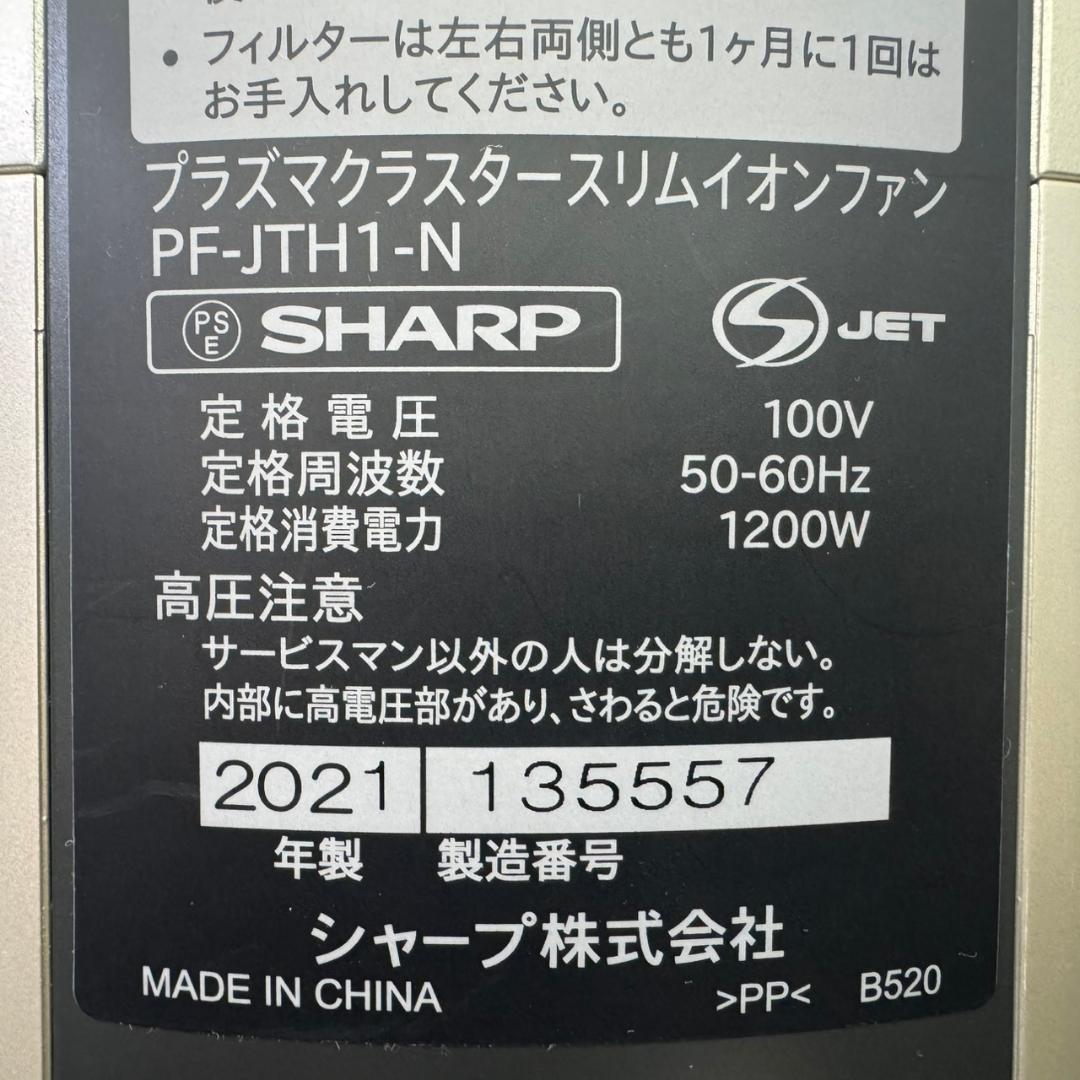 • フィルターは左右両側とも1ヶ月に1回は
お手入れしてください。
プラズマクラスタースリムイオンファン
PF-JTH1-N
PS E SHARP S JET
定格電圧 100V
定格周波数 50-60Hz
定格消費電力 1200W
高圧注意
サービスマン以外の人は分解しない。
内部に高電圧部があり、さわると危険です。
2021 135557
年製 製造番号
シャープ株式会社
MADE IN CHINA >PP< B520